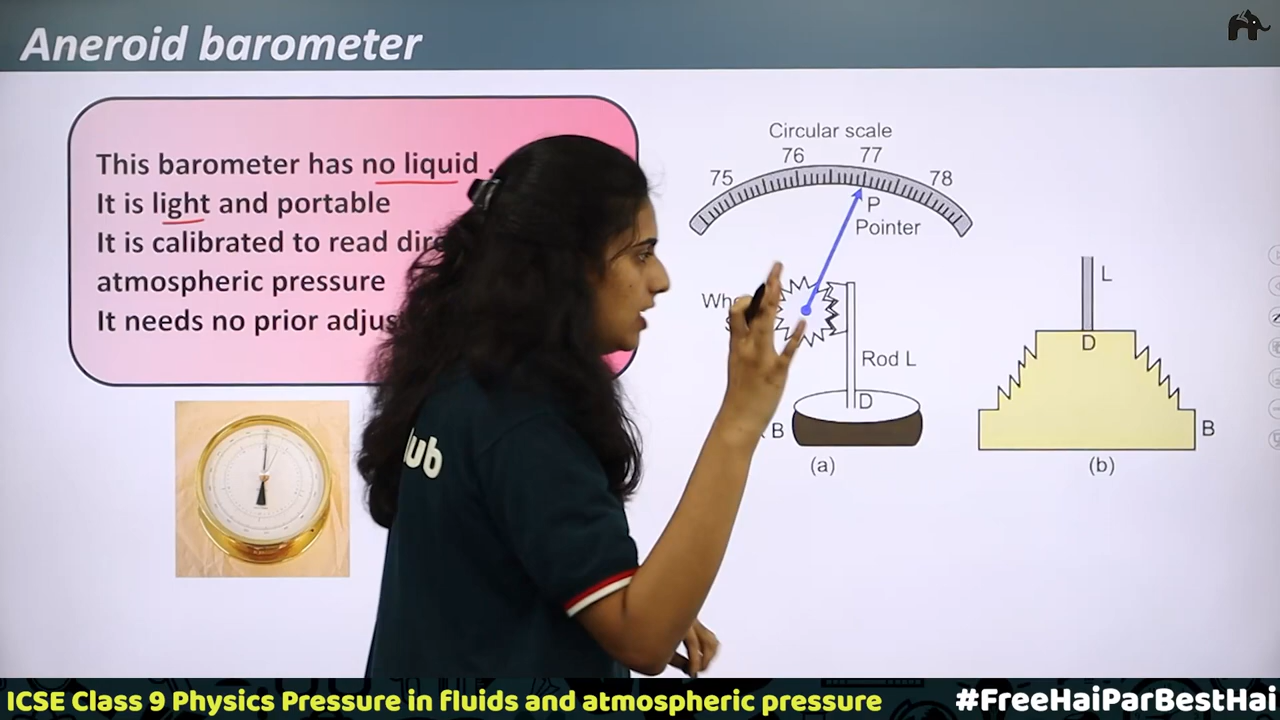 Aneroid barometer
This barometer has no liquid .
It is light and portable
It is calibrated to read
atmospheric pressure
It needs no prior
Circular scale
75 76 77 78
P
Pointer
L
D
Rod L
D
B
B
(a)
(b)
ub
ICSE Class 9 Physics Pressure in fluids and atmospheric pressure
#FreeHaiParBestHai